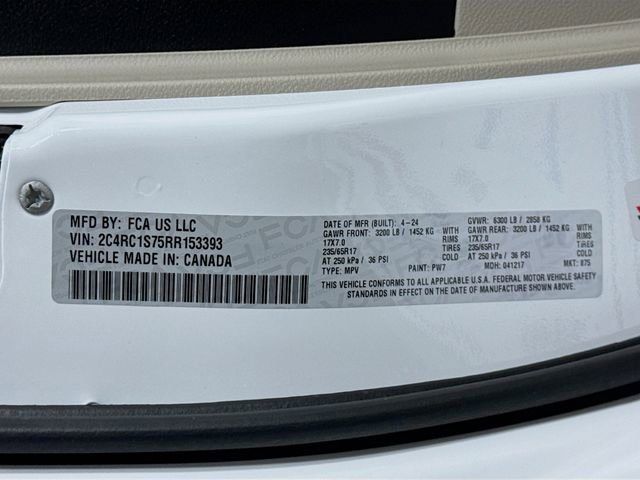 MFD BY: FCA US LLC
VIN: 2C4RC1S75RR153393
VEHICLE MADE IN: CANADA
DATE OF MFR (BUILT): 4-24 GVWR: 6300 LB / 2858 KG
GAWR FRONT: 3200 LB / 1452 KG GAWR REAR: 3200 LB / 1452 KG
17X7.0 RIMS 17X7.0 RIMS
235/65R17 TIRES 235/65R17 TIRES
AT 250 kPa / 36 PSI COLD AT 250 kPa / 36 PSI COLD
TYPE: MPV PAINT: PW7 MDH: 041217 MKT: 875
THIS VEHICLE CONFORMS TO ALL APPLICABLE U.S.A. FEDERAL MOTOR VEHICLE SAFETY
STANDARDS IN EFFECT ON THE DATE OF MANUFACTURE SHOWN ABOVE.